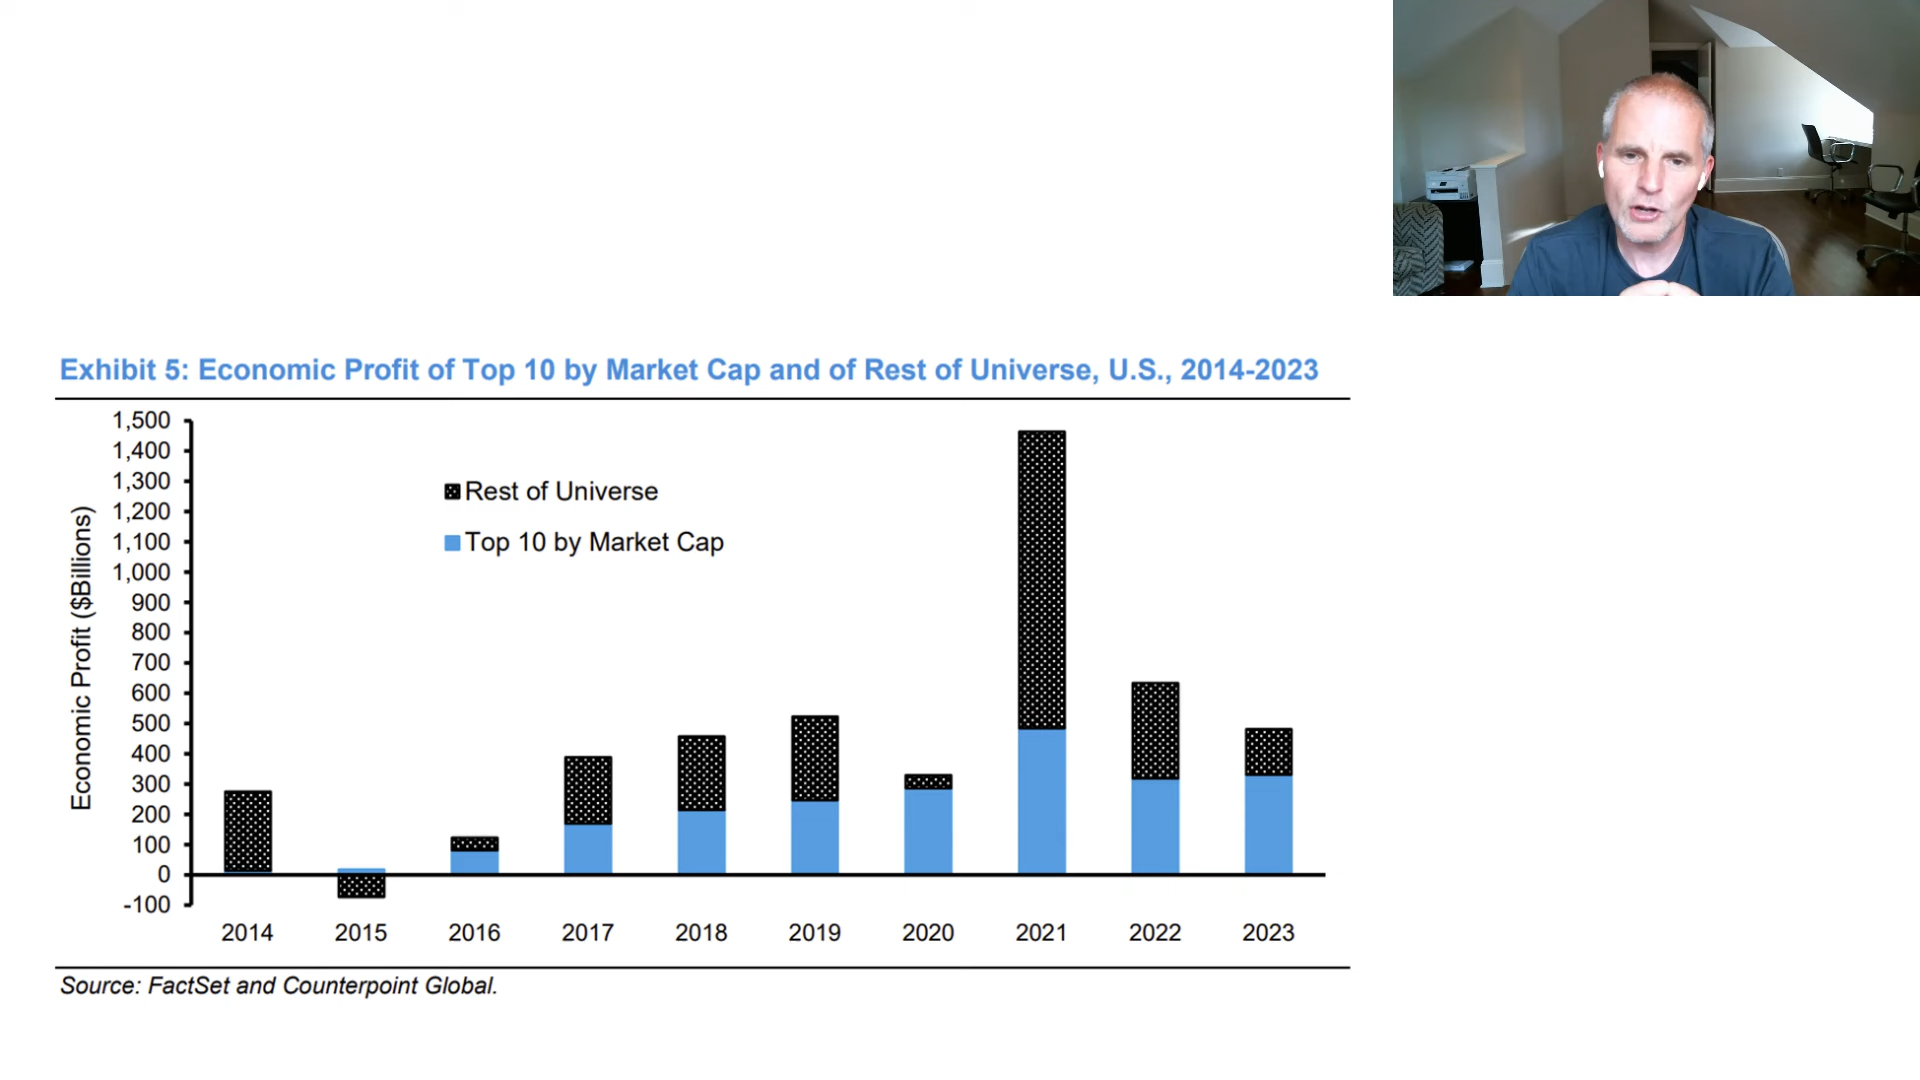 Exhibit 5: Economic Profit of Top 10 by Market Cap and of Rest of Universe, U.S., 2014-2023
Economic Profit ($Billions)
1,500
1,400
1,300
1,200
1,100
1,000
900
800
700
600
500
400
300
200
100
0
-100
Rest of Universe
Top 10 by Market Cap
2014 2015 2016 2017 2018 2019 2020 2021 2022 2023
Source: FactSet and Counterpoint Global.